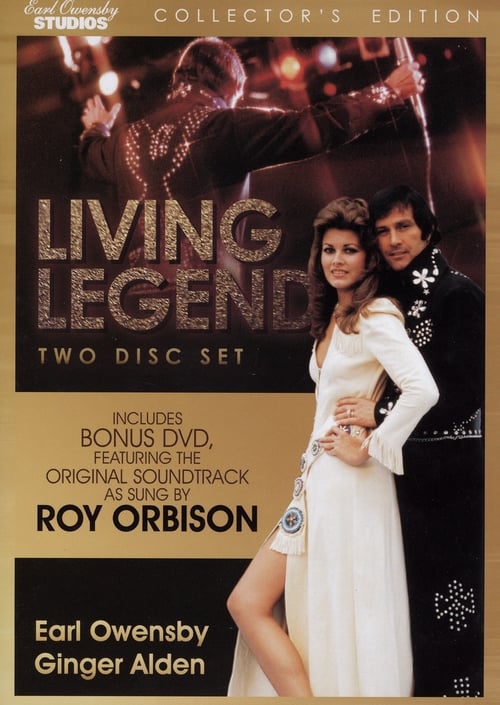 Earl Owensby
STUDIOS
COLLECTOR'S EDITION
LIVING
LEGEND
TWO DISC SET
INCLUDES
BONUS DVD,
FEATURING THE
ORIGINAL SOUNDTRACK
AS SUNG BY
ROY ORBISON
Earl Owensby
Ginger Alden